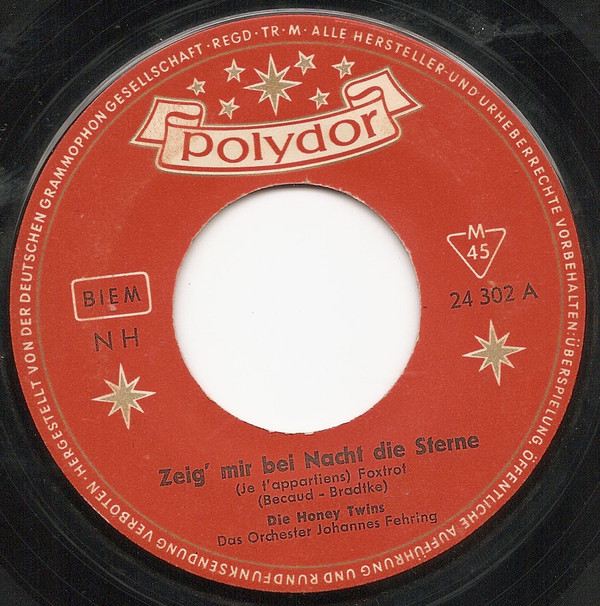 HERGESTELLT VON DER DEUTSCHEN GRAMMOPHON GESELLSCHAFT · REGD · TR · M · ALLE HERSTELLER- UND URHEBERRECHTE VORBEHALTEN: ÜBERSPIELUNG, ÖFFENTLICHE AUFFÜHRUNG UND RUNDFUNKSENDUNG VERBOTEN ·
polydor
M
45
BIEM
24 302 A
NH
Zeig' mir bei Nacht die Sterne
(Je t'appartiens) Foxtrot
(Becaud - Bradtke)
Die Honey Twins
Das Orchester Johannes Fehring